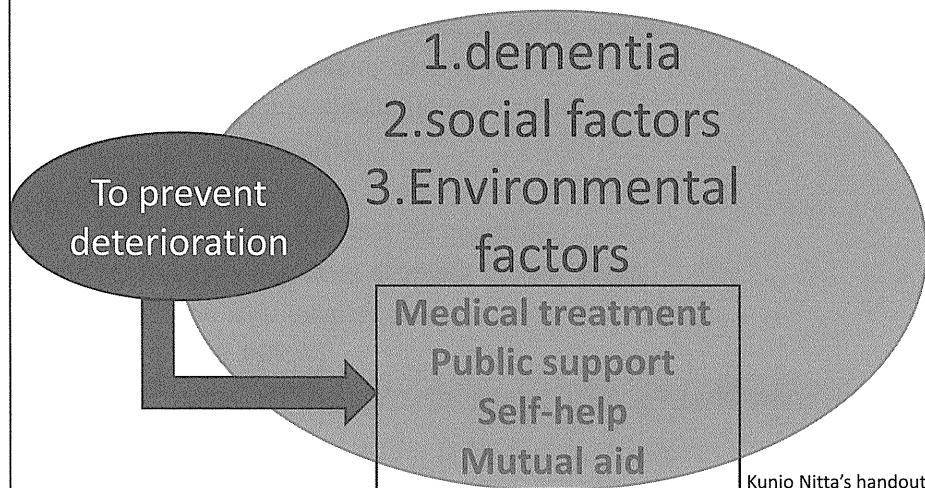 1.dementia
2.social factors
3.Environmental
factors
To prevent
deterioration
Medical treatment
Public support
Self-help
Mutual aid
Kunio Nitta's handout